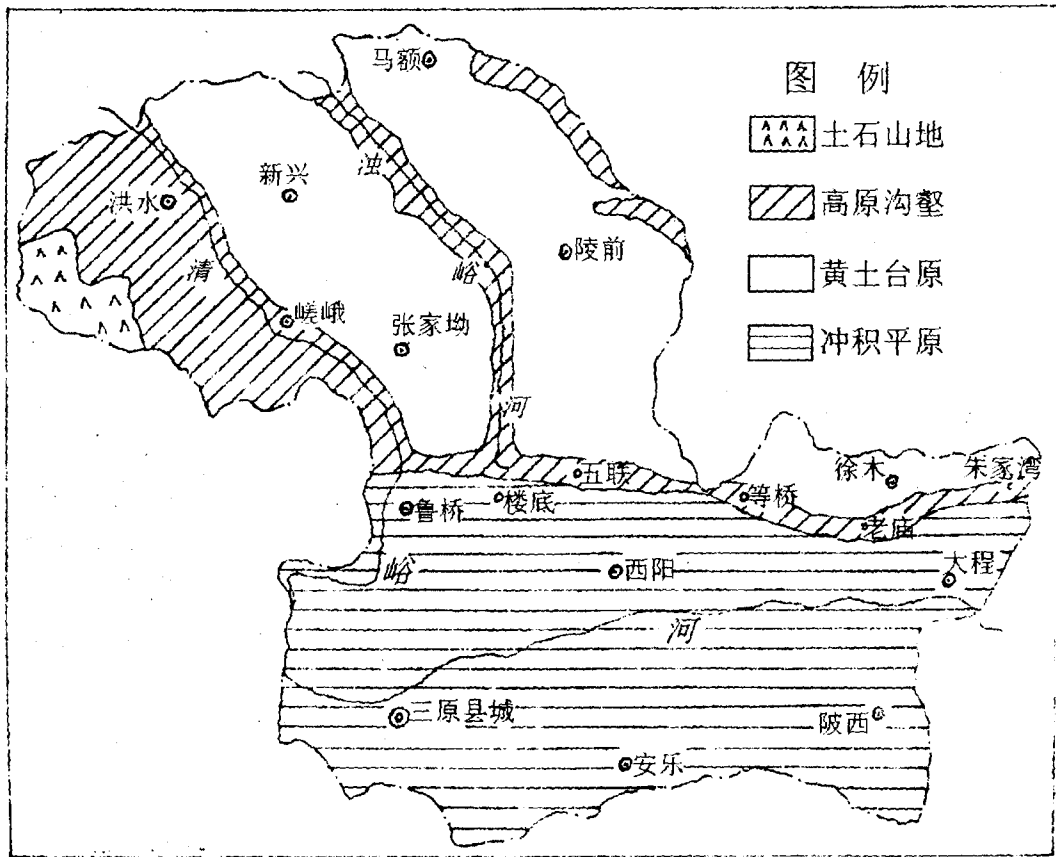 图例
土石山地
高原沟壑
黄土台原
冲积平原
马额
浊
新兴
洪水
陵前
峪
清
嵯峨
张家坳
河
五联
徐木
朱家湾
等桥
楼底
鲁桥
老庙
峪
西阳
大程
河
三原县城
陂西
安乐